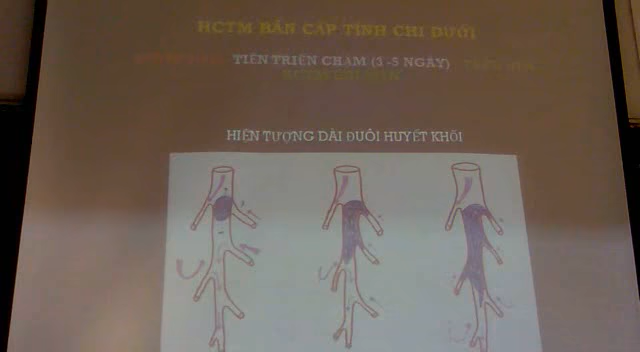 HCTM BÁN CẤP TÍNH CHI DƯỚI
TIẾN TRIỂN CHẬM (3 -5 NGÀY)
HIỆN TƯỢNG DÀI ĐUÔI HUYẾT KHỐI